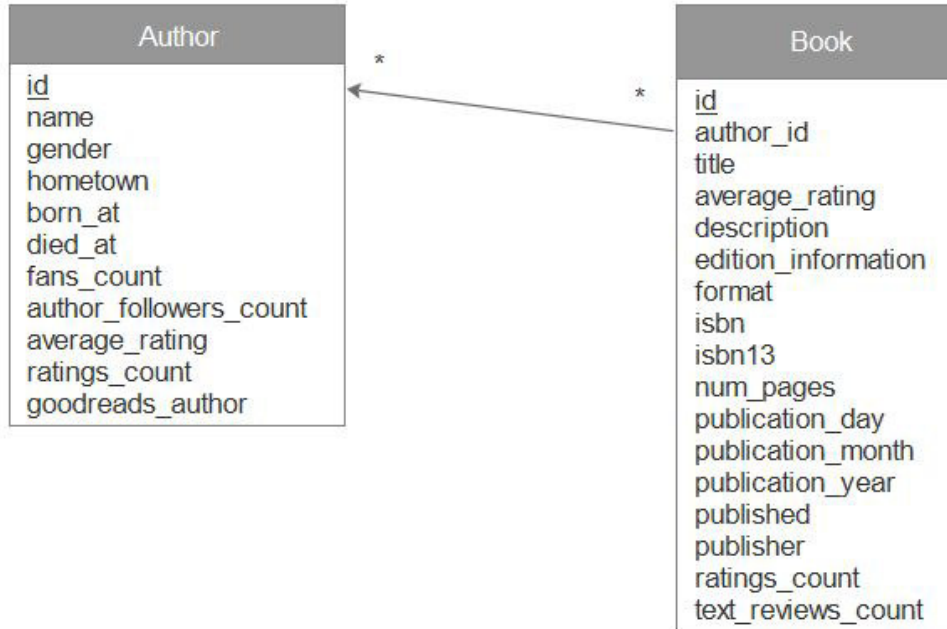 Author
id
name
gender
hometown
born_at
died_at
fans_count
author_followers_count
average_rating
ratings_count
goodreads_author
*
*
Book
id
author_id
title
average_rating
description
edition_information
format
isbn
isbn13
num_pages
publication_day
publication_month
publication_year
published
publisher
ratings_count
text_reviews_count